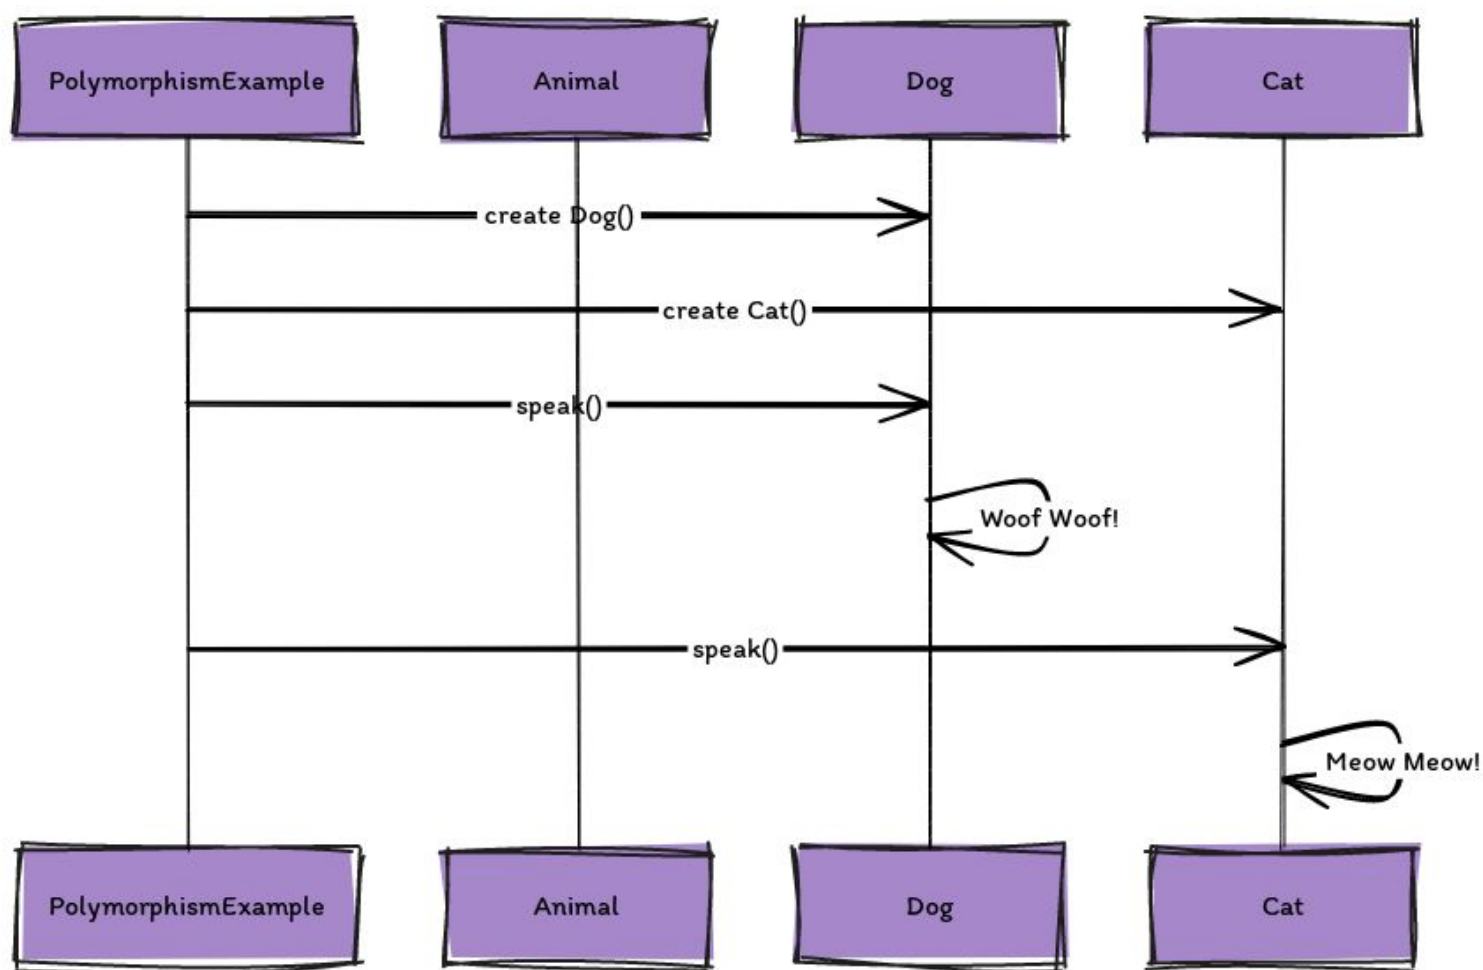 PolymorphismExample
Animal
Dog
Cat
create Dog()
create Cat()
speak()
Woof Woof!
speak()
Meow Meow!
PolymorphismExample
Animal
Dog
Cat